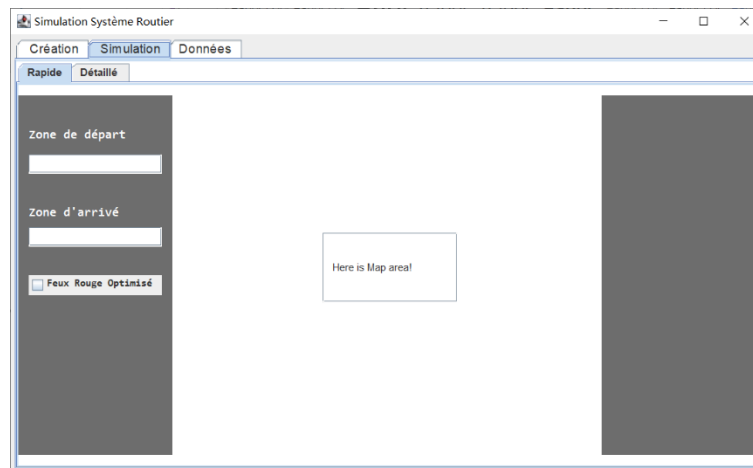 Simulation Système Routier
Création Simulation Données
Rapide Détaillé
Zone de départ
Zone d'arrivé
Feux Rouge Optimisé
Here is Map area!